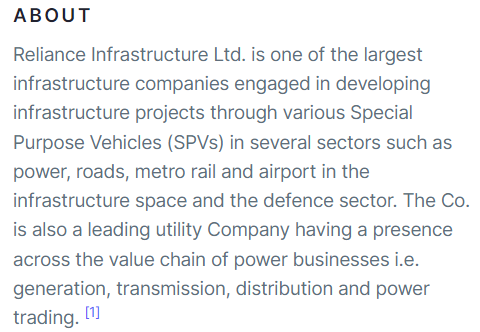 ABOUT
Reliance Infrastructure Ltd. is one of the largest
infrastructure companies engaged in developing
infrastructure projects through various Special
Purpose Vehicles (SPVs) in several sectors such as
power, roads, metro rail and airport in the
infrastructure space and the defence sector. The Co.
is also a leading utility Company having a presence
across the value chain of power businesses i.e.
generation, transmission, distribution and power
trading. [1]